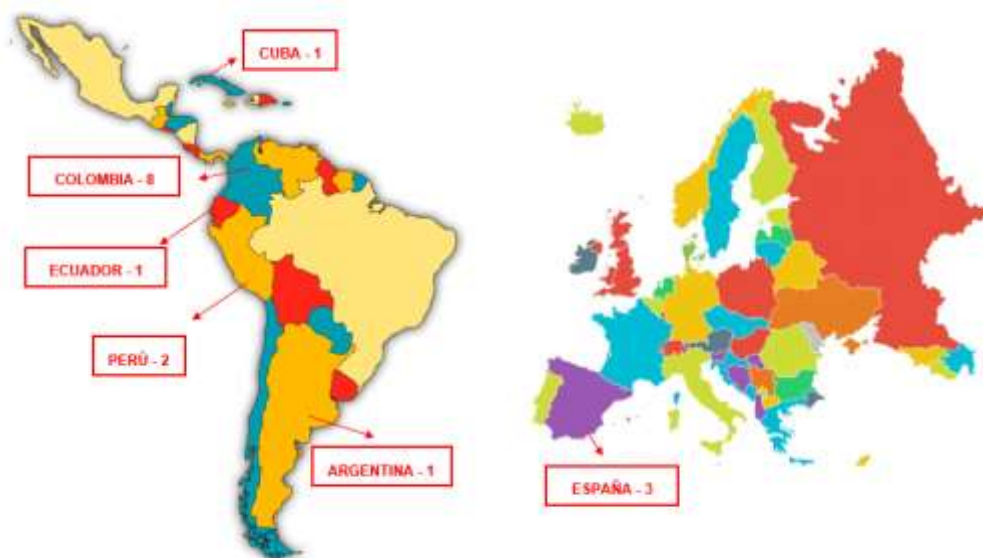 CUBA - 1
COLOMBIA - 8
ECUADOR - 1
PERÚ - 2
ARGENTINA - 1
ESPAÑA - 3